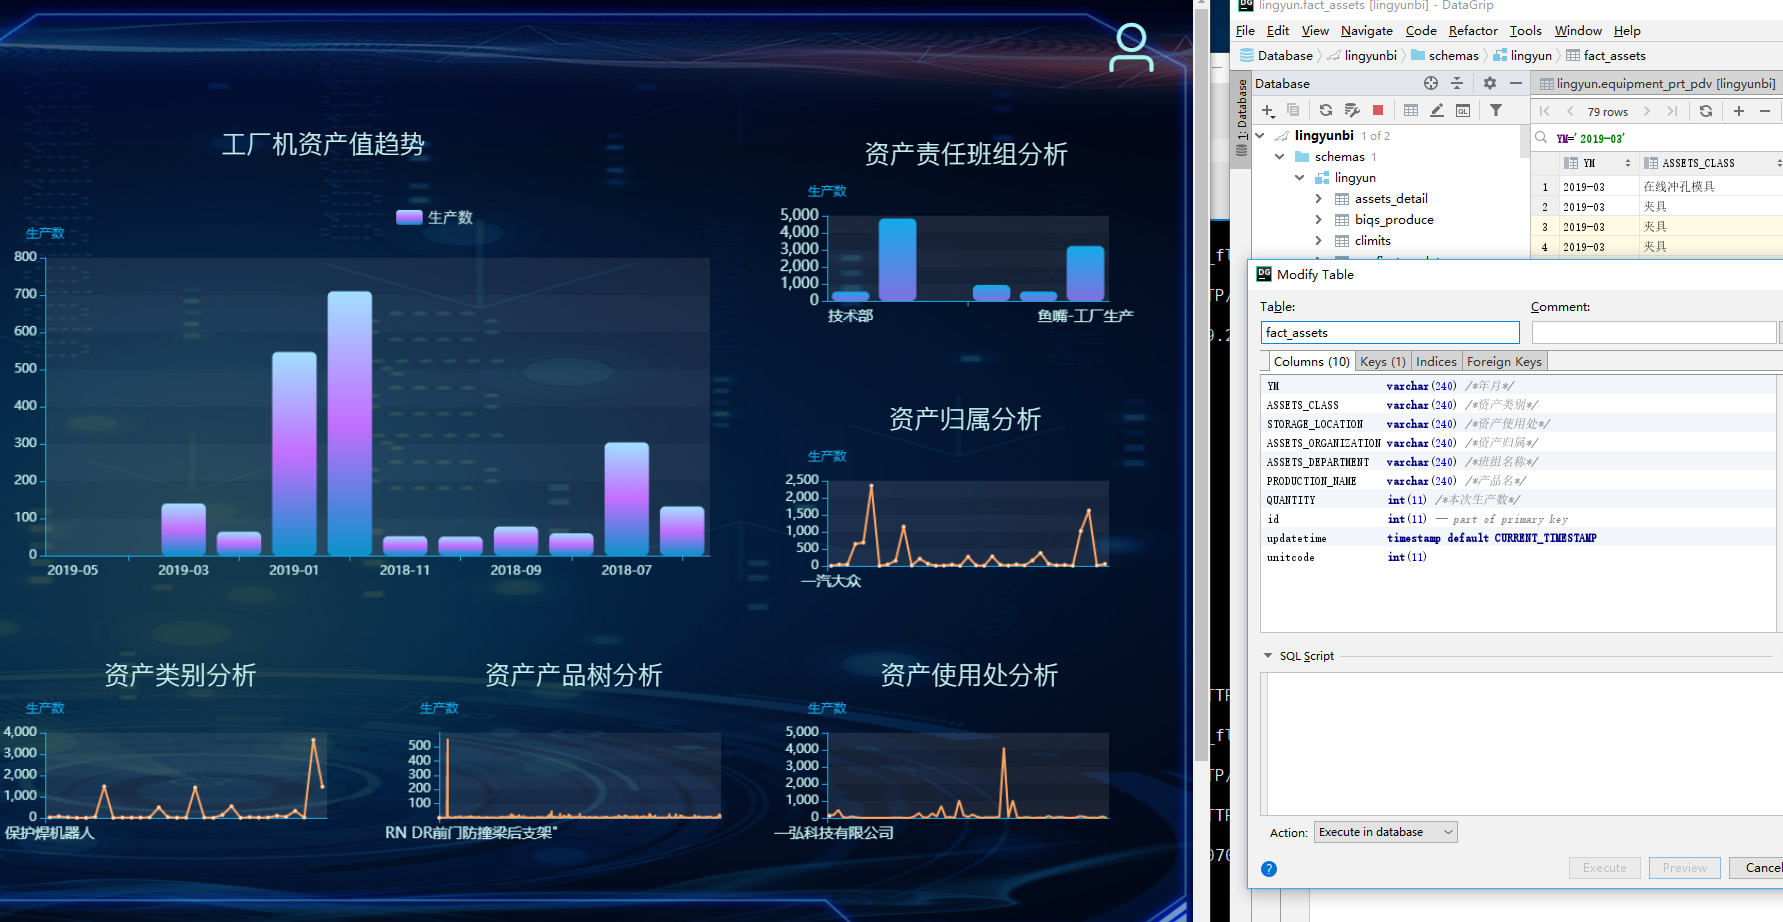 工厂机资产值趋势
生产数
生产数
800
700
600
500
400
300
200
100
0
2019-05
2019-03
2019-01
2018-11
2018-09
2018-07
资产责任班组分析
生产数
5,000
4,000
3,000
2,000
1,000
0
技术部
鱼嘴-工厂生产
资产归属分析
生产数
2,500
2,000
1,500
1,000
500
0
一汽大众
资产类别分析
生产数
4,000
3,000
2,000
1,000
0
保护焊机器人
资产产品树分析
生产数
500
400
300
200
100
RN DR前门防撞梁后支架"
资产使用处分析
生产数
5,000
4,000
3,000
2,000
1,000
0
一弘科技有限公司
lingyun.fact_assets [lingyunbi] - DataGrip
File Edit View Navigate Code Refactor Tools Window Help
Database lingyunbi schemas lingyun fact_assets
1: Database
Database
lingyunbi 1 of 2
schemas 1
lingyun
assets_detail
biqs_produce
climits
lingyun.equipment_prt_pdv [lingyunbi]
79 rows
YM='2019-03'
YM ASSETS_CLASS
1 2019-03 在线冲孔模具
2 2019-03 夹具
3 2019-03 夹具
4 2019-03 夹具
Modify Table
Table:
Comment:
fact_assets
Columns (10) Keys (1) Indices Foreign Keys
YM varchar(240) /*年月*/
ASSETS_CLASS varchar(240) /*资产类别*/
STORAGE_LOCATION varchar(240) /*资产使用处*/
ASSETS_ORGANIZATION varchar(240) /*资产归属*/
ASSETS_DEPARTMENT varchar(240) /*班组名称*/
PRODUCTION_NAME varchar(240) /*产品名*/
QUANTITY int(11) /*本次生产数*/
id int(11) — part of primary key
updatetime timestamp default CURRENT_TIMESTAMP
unitcode int(11)
SQL Script
Action: Execute in database
? Execute Preview Cancel